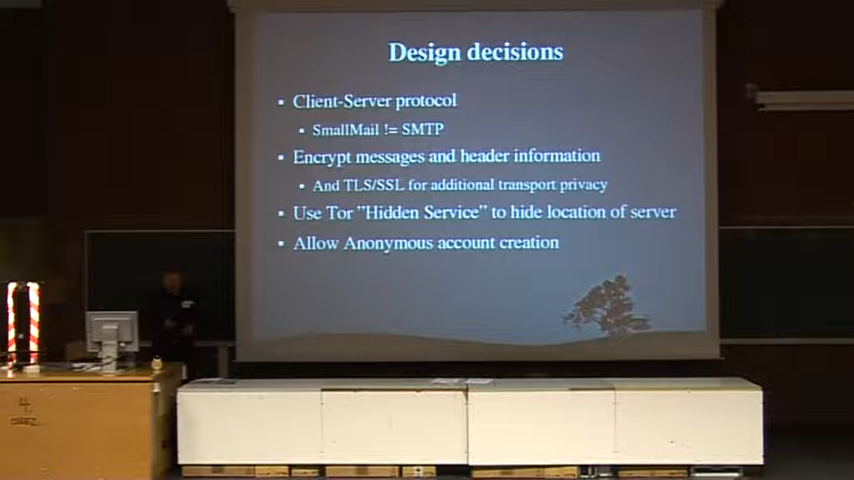 Design decisions
Client-Server protocol
SmallMail != SMTP
Encrypt messages and header information
And TLS/SSL for additional transport privacy
Use Tor ”Hidden Service” to hide location of server
Allow Anonymous account creation